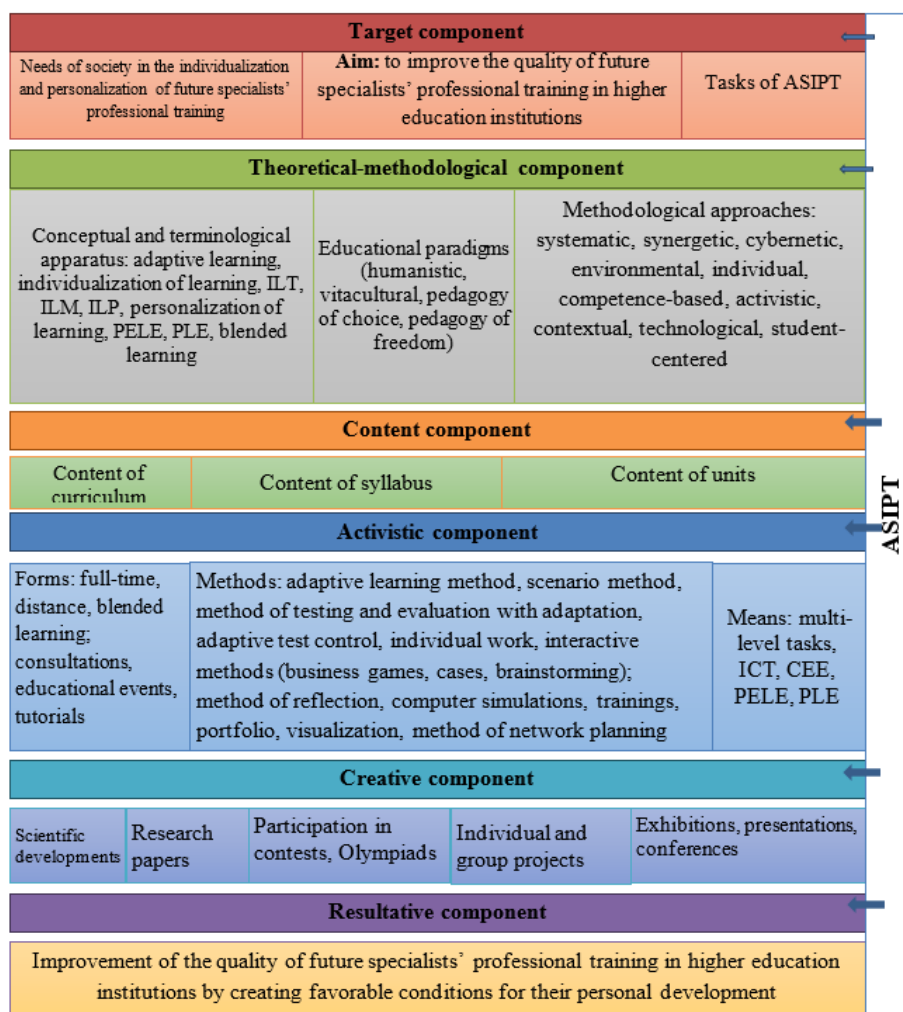 Target component
Needs of society in the individualization
and personalization of future specialists'
professional training
Aim: to improve the quality of future
specialists' professional training in higher
education institutions
Tasks of ASIPT
Theoretical-methodological component
Conceptual and terminological
apparatus: adaptive learning,
individualization of learning, ILT,
ILM, ILP, personalization of
learning, PELE, PLE, blended
learning
Educational paradigms
(humanistic,
vitacultural, pedagogy
of choice, pedagogy of
freedom)
Methodological approaches:
systematic, synergetic, cybernetic,
environmental, individual,
competence-based, activistic,
contextual, technological, student-
centered
Content component
Content of
curriculum
Content of syllabus
Content of units
Activistic component
Forms: full-time,
distance, blended
learning;
consultations,
educational events,
tutorials
Methods: adaptive learning method, scenario method,
method of testing and evaluation with adaptation,
adaptive test control, individual work, interactive
methods (business games, cases, brainstorming);
method of reflection, computer simulations, trainings,
portfolio, visualization, method of network planning
Means: multi-
level tasks,
ICT, CEE,
PELE, PLE
Creative component
Scientific
developments
Research
papers
Participation in
contests, Olympiads
Individual and
group projects
Exhibitions, presentations,
conferences
Resultative component
Improvement of the quality of future specialists' professional training in higher education
institutions by creating favorable conditions for their personal development
ASIPT